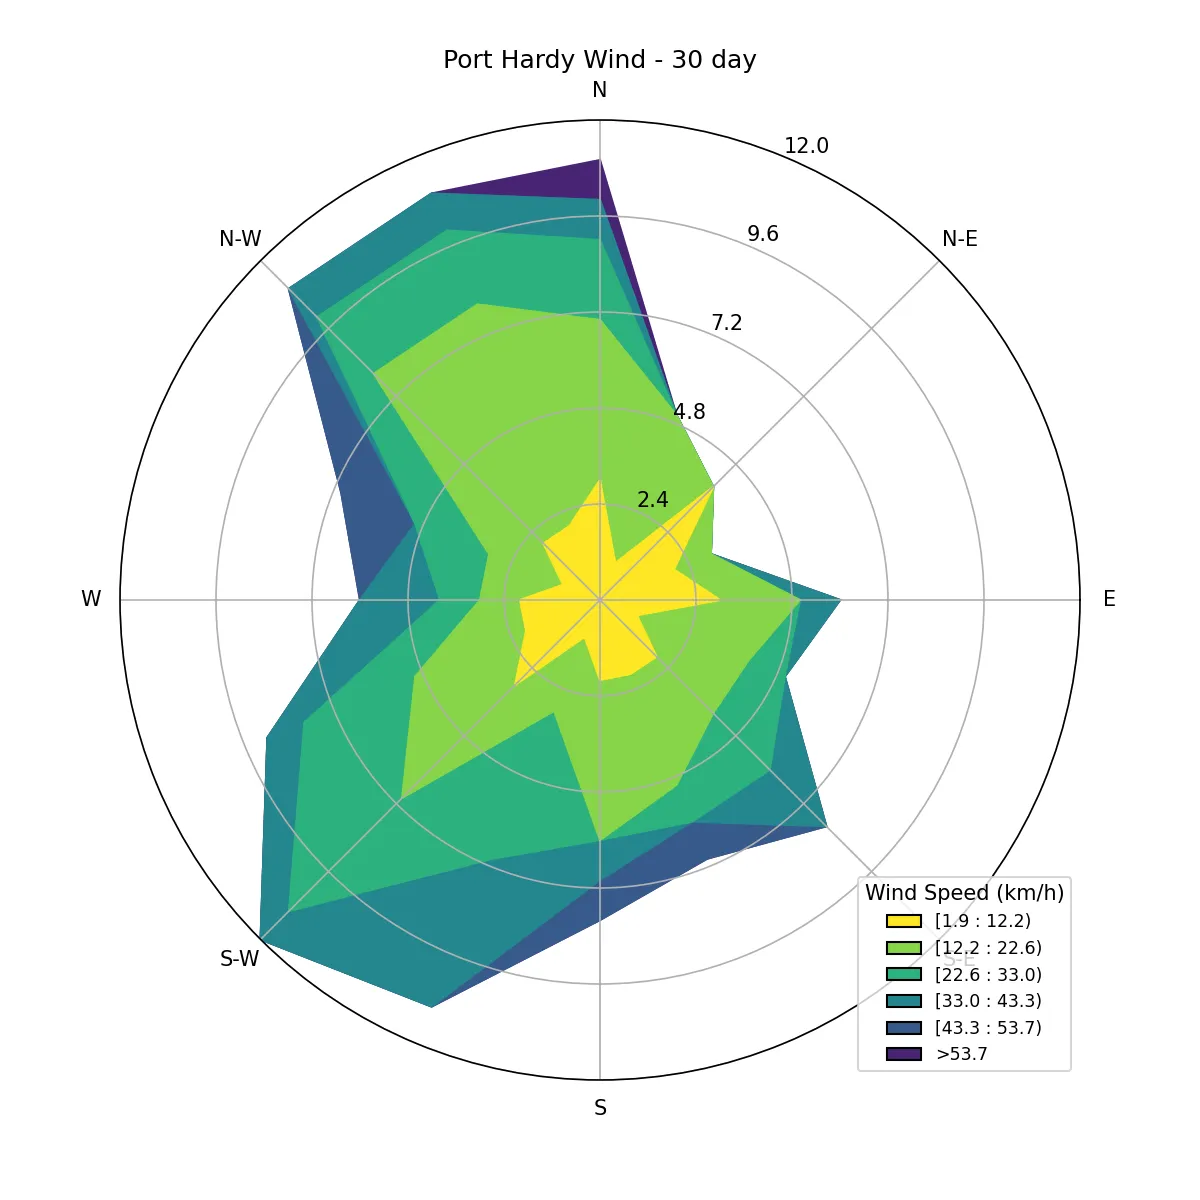 Port Hardy Wind - 30 day
N
12.0
N-W
9.6
N-E
7.2
4.8
2.4
W
E
Wind Speed (km/h)
[1.9 : 12.2)
[12.2 : 22.6)
[22.6 : 33.0)
[33.0 : 43.3)
[43.3 : 53.7)
>53.7
S-W
S-E
S